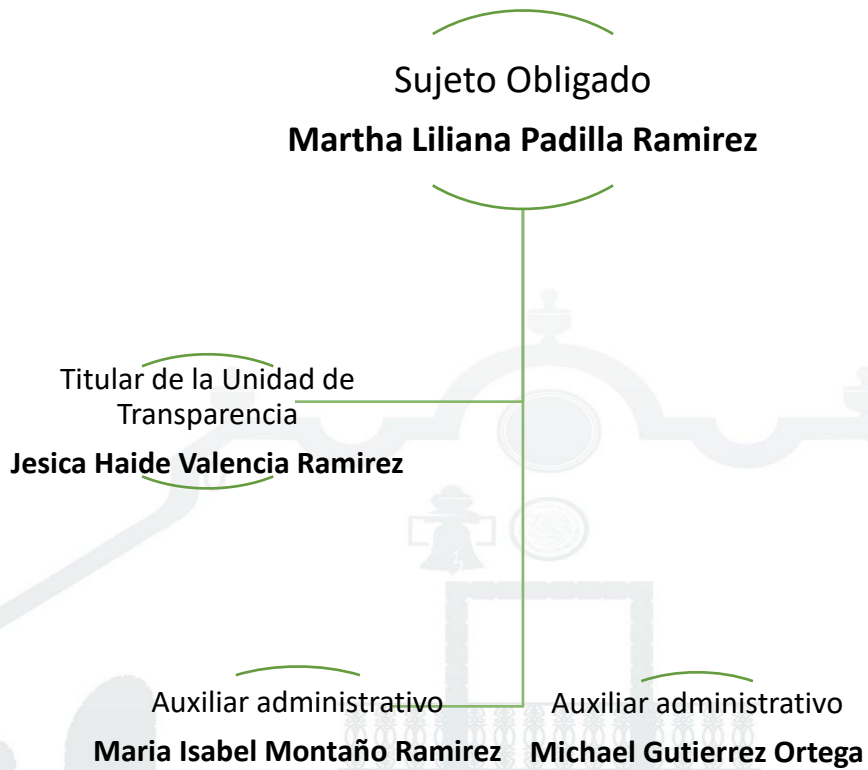 Sujeto Obligado
Martha Liliana Padilla Ramirez
Titular de la Unidad de
Transparencia
Jesica Haide Valencia Ramirez
Auxiliar administrativo
Maria Isabel Montaño Ramirez
Auxiliar administrativo
Michael Gutierrez Ortega